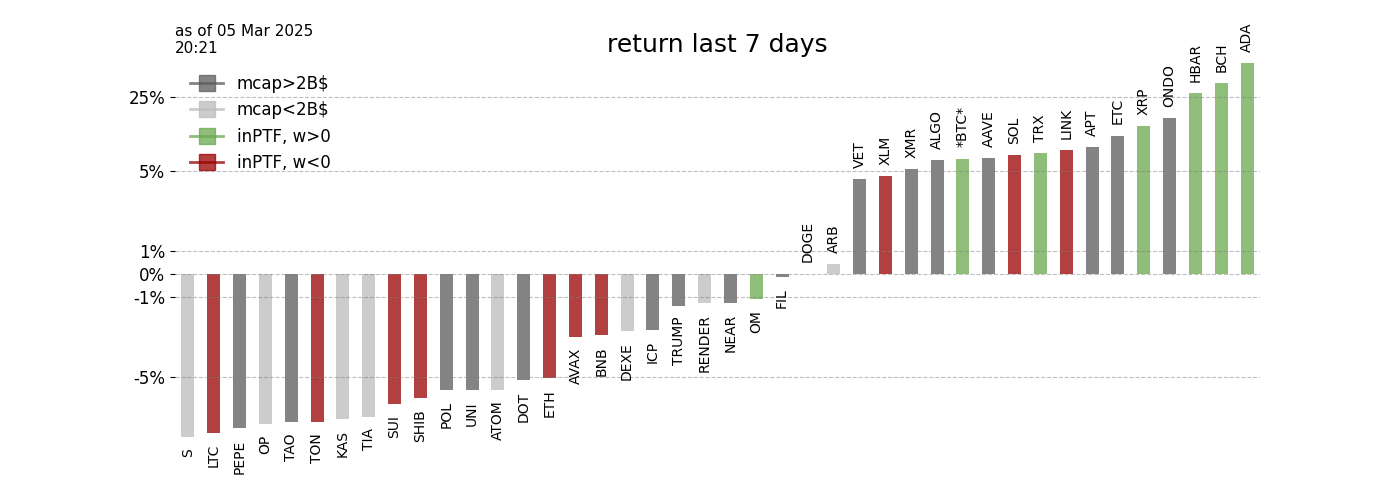 as of 05 Mar 2025
20:21
return last 7 days
mcap>2B$
mcap<2B$
inPTF, w>0
inPTF, w<0
25%
5%
1%
0%
-1%
-5%
S
LTC
PEPE
OP
TAO
TON
KAS
TIA
SUI
SHIB
POL
UNI
ATOM
DOT
ETH
AVAX
BNB
DEXE
ICP
TRUMP
RENDER
NEAR
OM
FIL
DOGE
ARB
VET
XLM
XMR
ALGO
*BTC*
AAVE
SOL
TRX
LINK
APT
ETC
XRP
ONDO
HBAR
BCH
ADA